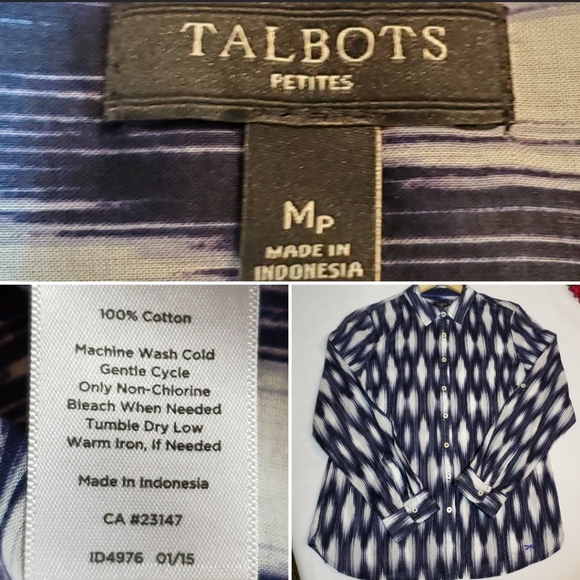 TALBOTS
PETITES
MP
MADE IN
INDONESIA
100% Cotton
Machine Wash Cold
Gentle Cycle
Only Non-Chlorine
Bleach When Needed
Tumble Dry Low
Warm Iron, If Needed
Made In Indonesia
CA #23147
ID4976 01/15